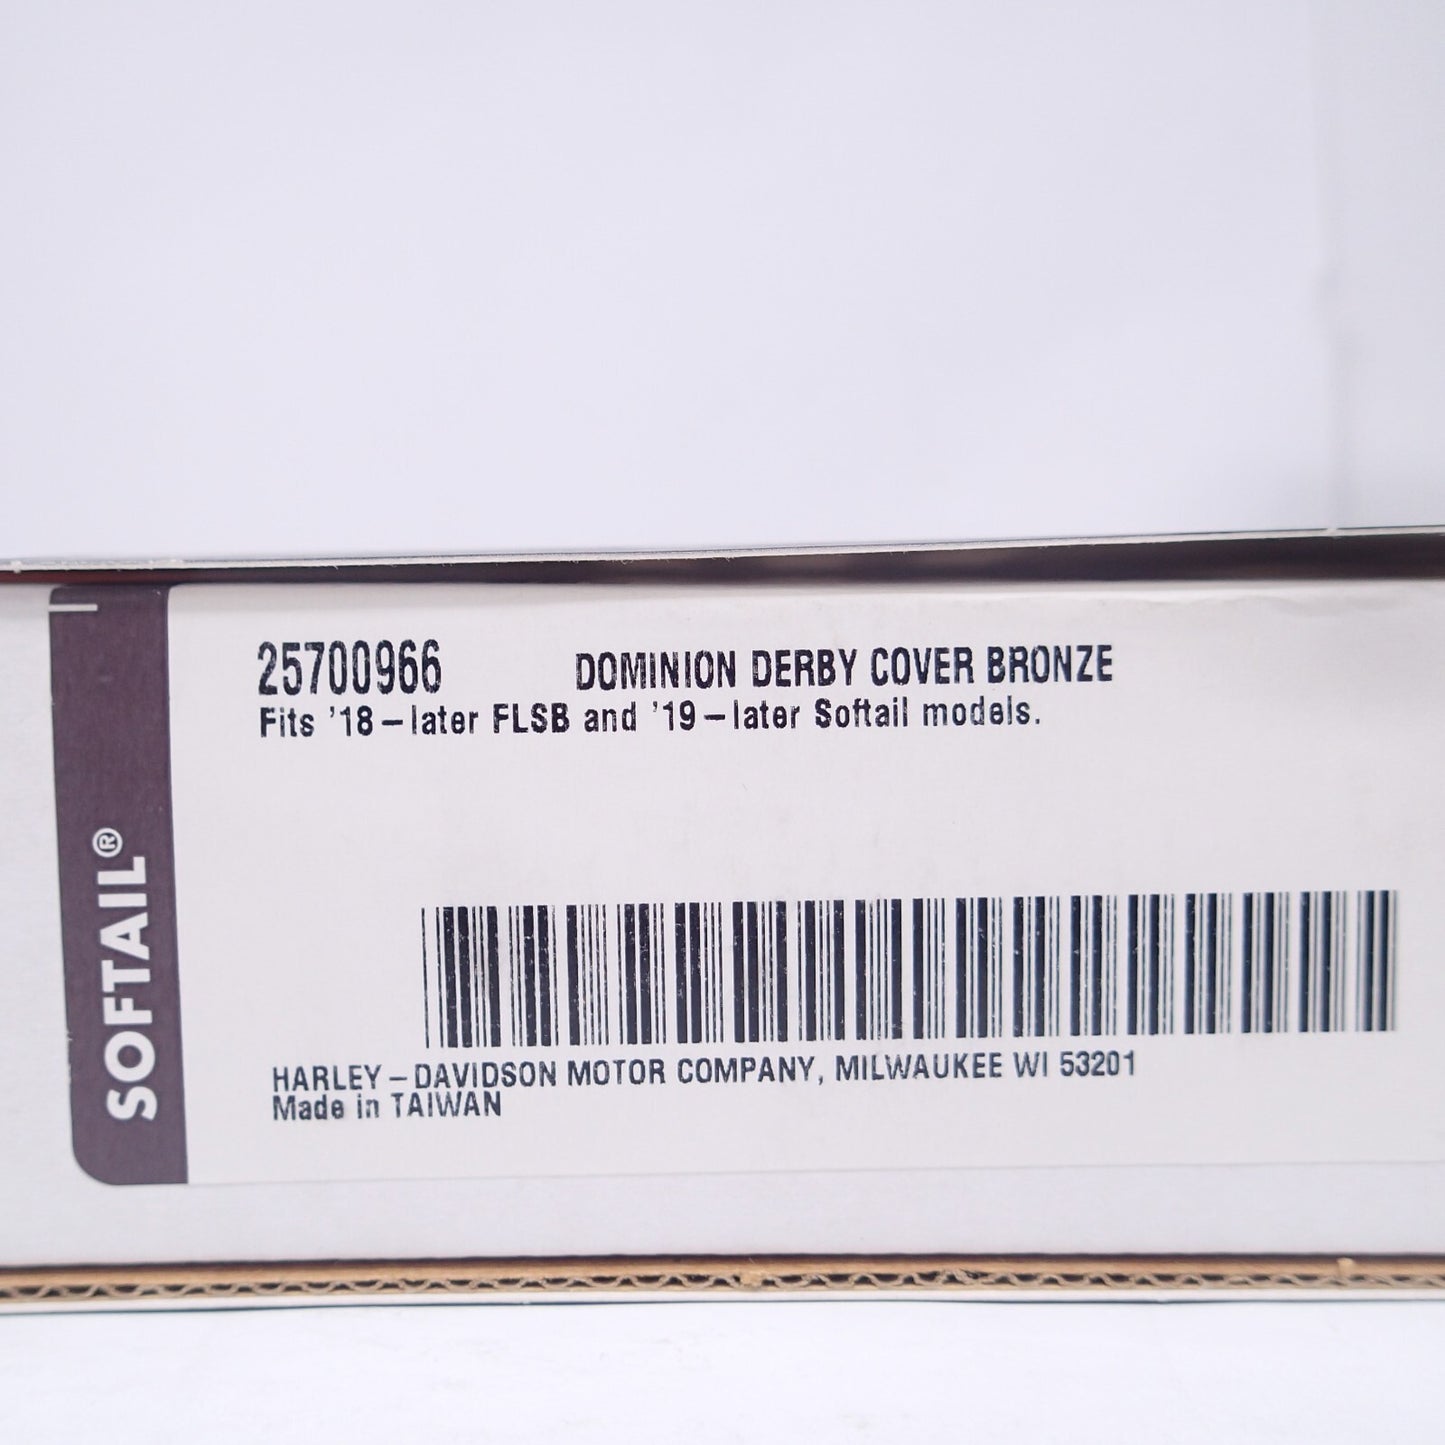 25700966 DOMINION DERBY COVER BRONZE
Fits '18-later FLSB and '19-later Softail models.
SOFTAIL®
HARLEY-DAVIDSON MOTOR COMPANY, MILWAUKEE WI 53201
Made in TAIWAN